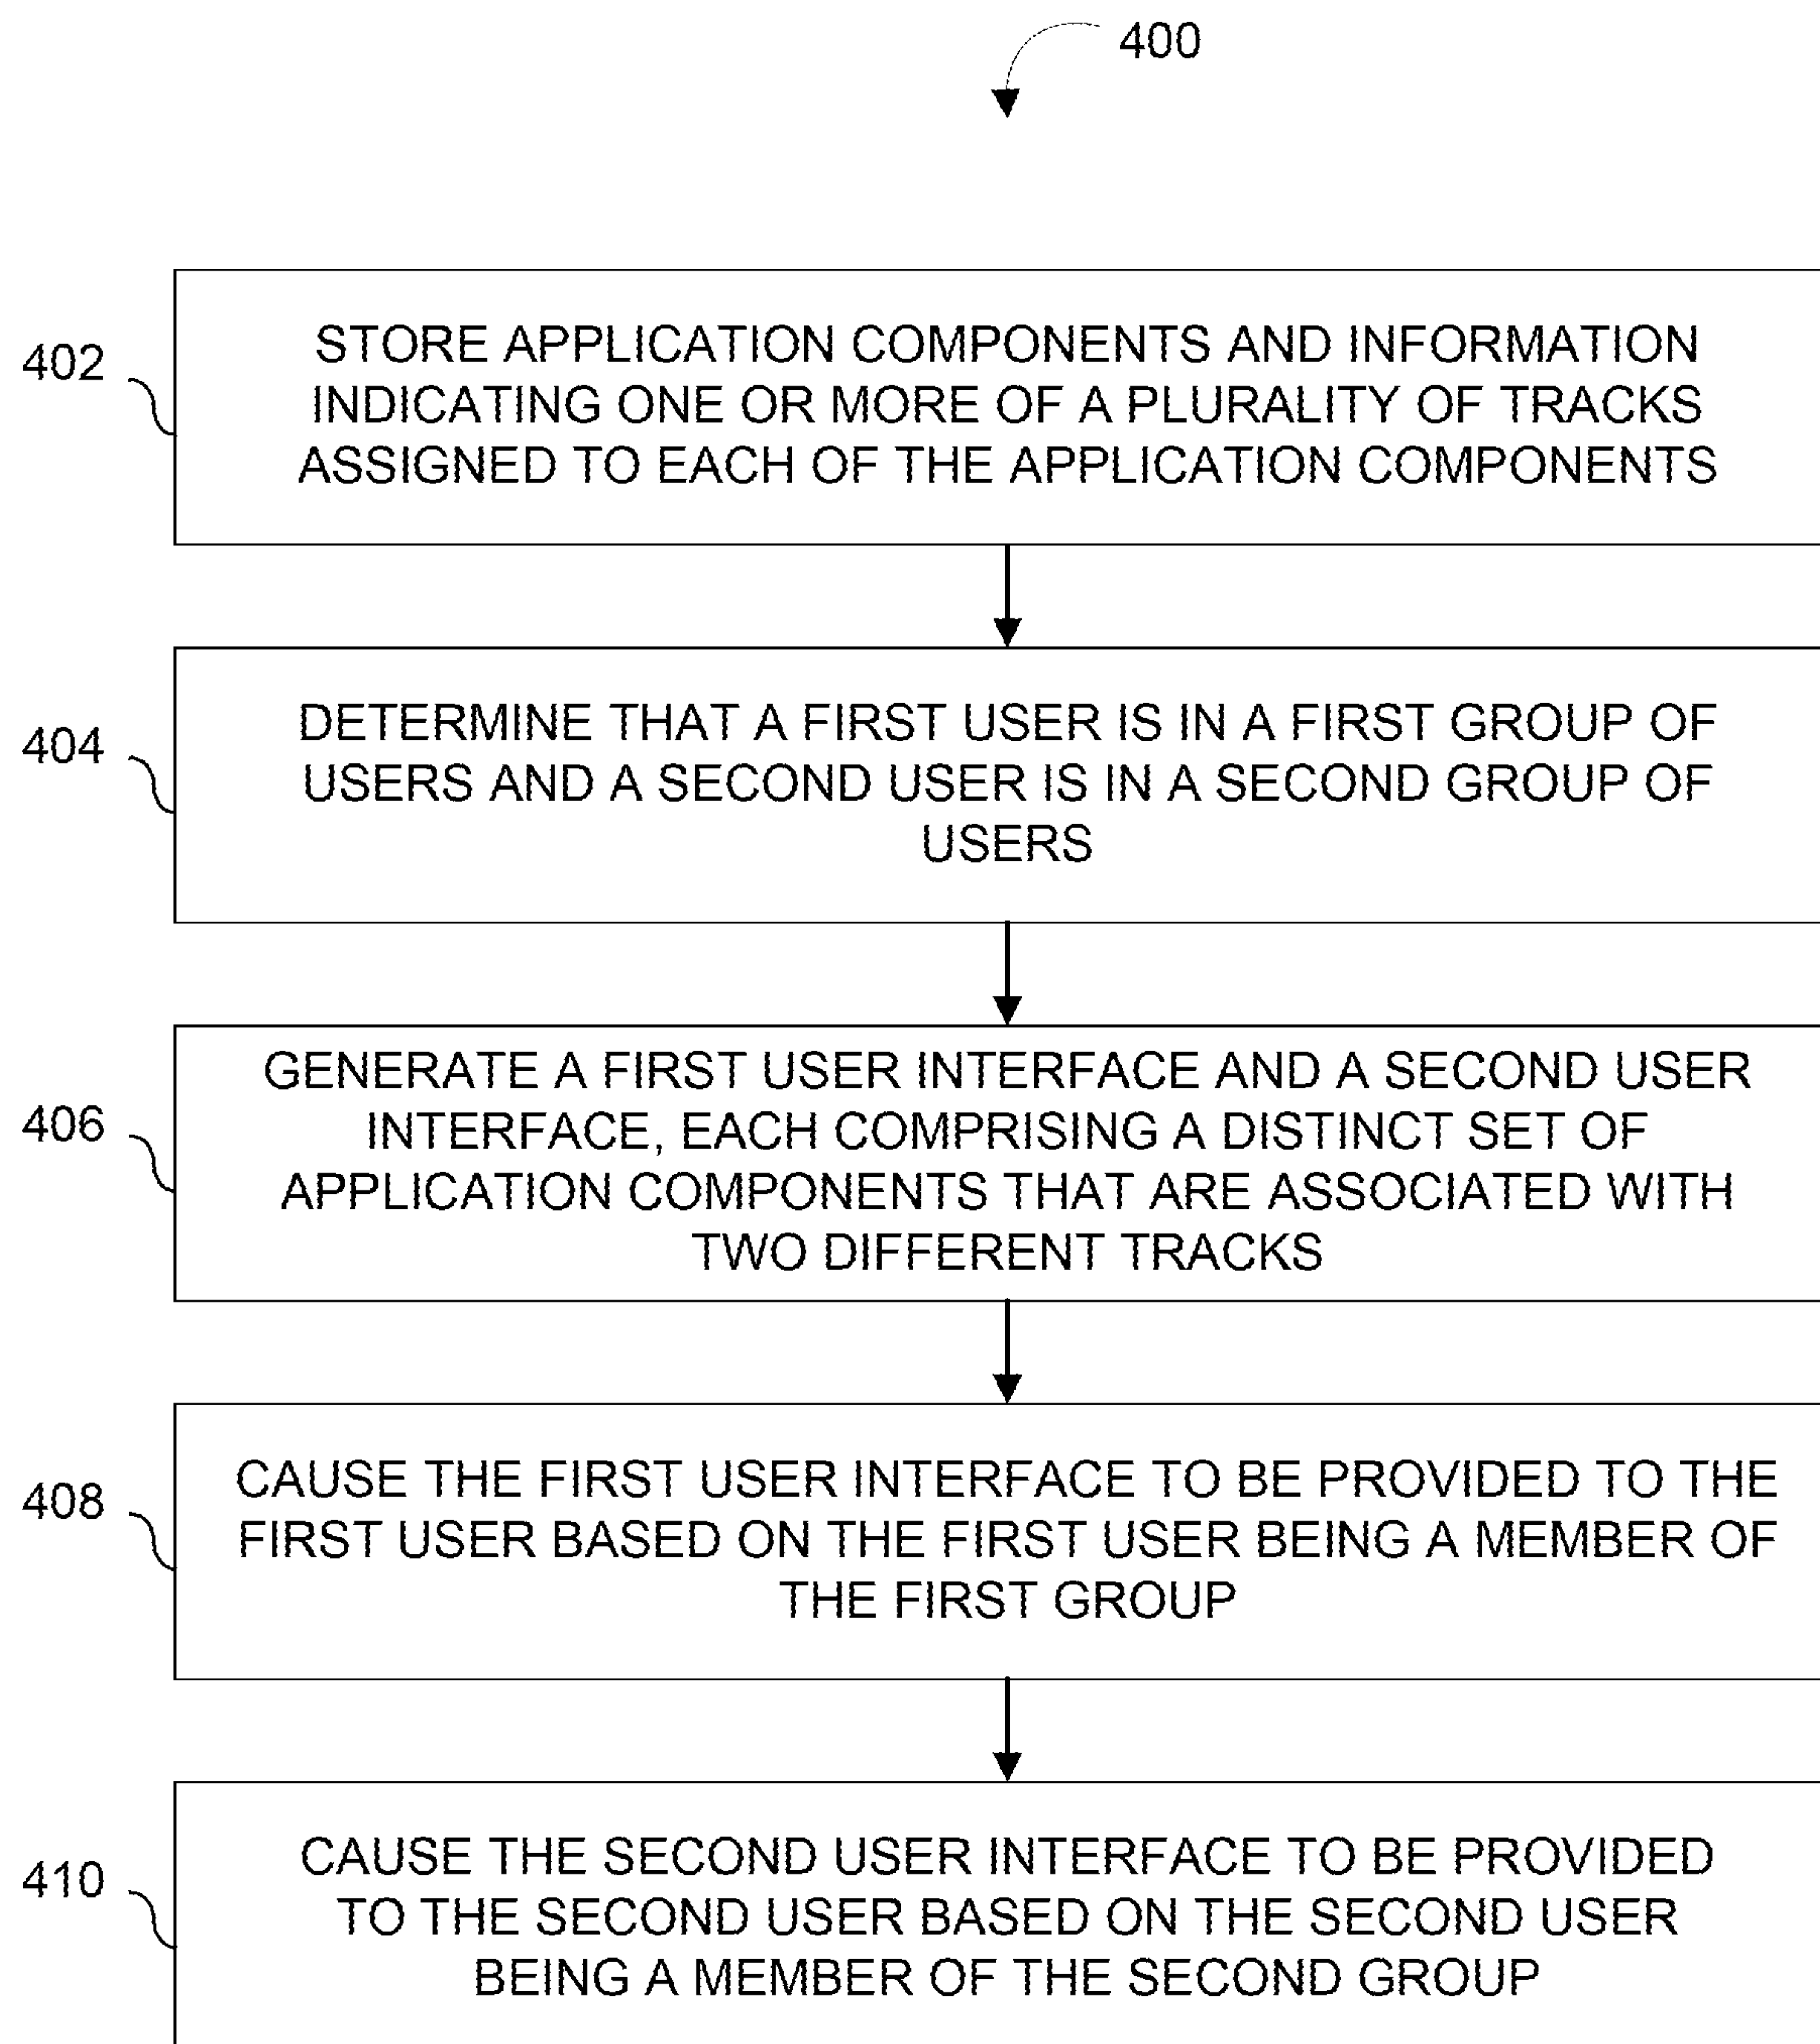 400
402
STORE APPLICATION COMPONENTS AND INFORMATION
INDICATING ONE OR MORE OF A PLURALITY OF TRACKS
ASSIGNED TO EACH OF THE APPLICATION COMPONENTS
404
DETERMINE THAT A FIRST USER IS IN A FIRST GROUP OF
USERS AND A SECOND USER IS IN A SECOND GROUP OF
USERS
406
GENERATE A FIRST USER INTERFACE AND A SECOND USER
INTERFACE, EACH COMPRISING A DISTINCT SET OF
APPLICATION COMPONENTS THAT ARE ASSOCIATED WITH
TWO DIFFERENT TRACKS
408
CAUSE THE FIRST USER INTERFACE TO BE PROVIDED TO THE
FIRST USER BASED ON THE FIRST USER BEING A MEMBER OF
THE FIRST GROUP
410
CAUSE THE SECOND USER INTERFACE TO BE PROVIDED
TO THE SECOND USER BASED ON THE SECOND USER
BEING A MEMBER OF THE SECOND GROUP